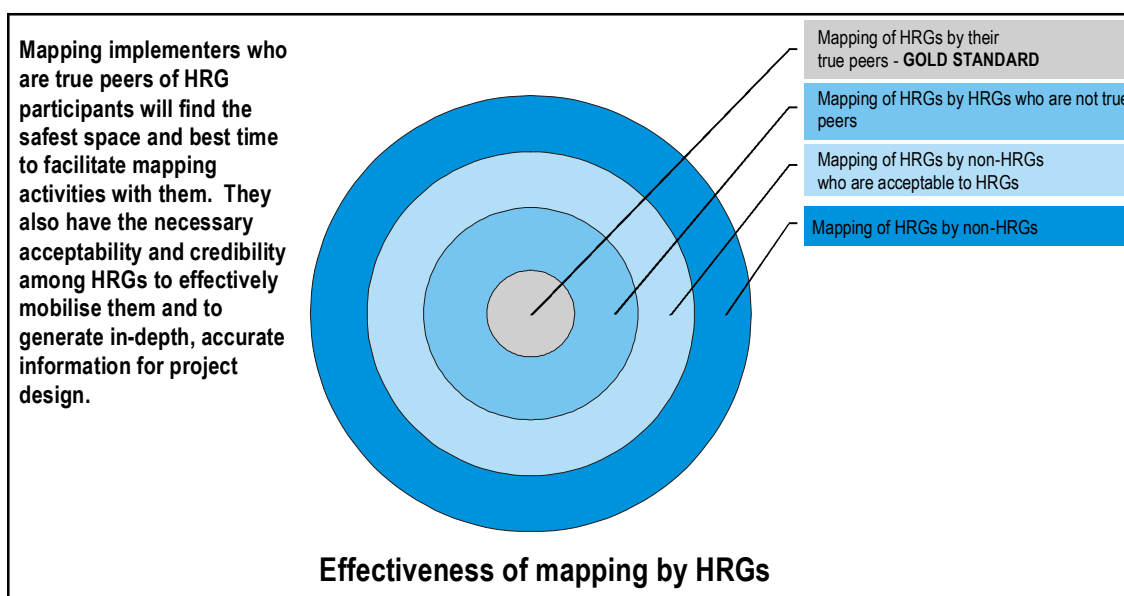 Mapping implementers who
are true peers of HRG
participants will find the
safest space and best time
to facilitate mapping
activities with them.  They
also have the necessary
acceptability and credibility
among HRGs to effectively
mobilise them and to
generate in-depth, accurate
information for project
design.
Mapping of HRGs by their
true peers - GOLD STANDARD
Mapping of HRGs by HRGs who are not true
peers
Mapping of HRGs by non-HRGs
who are acceptable to HRGs
Mapping of HRGs by non-HRGs
Effectiveness of mapping by HRGs